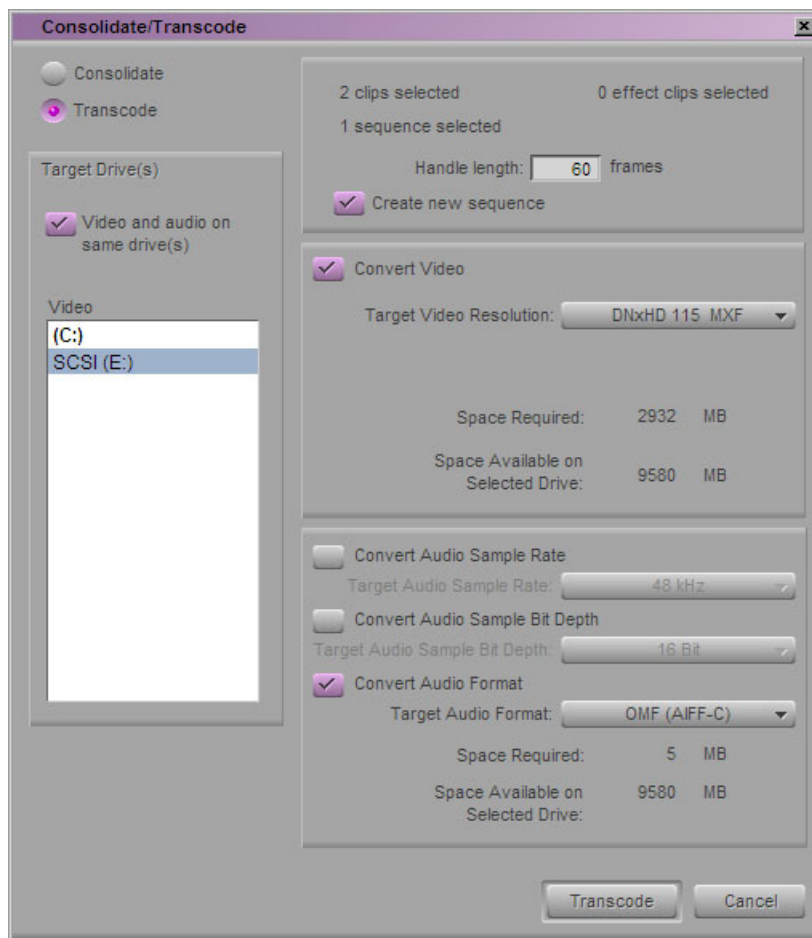 Consolidate/Transcode
Consolidate
Transcode
Target Drive(s)
Video and audio on
same drive(s)
Video
(C:)
SCSI (E:)
2 clips selected 0 effect clips selected
1 sequence selected
Handle length: 60 frames
Create new sequence
Convert Video
Target Video Resolution: DNxHD 115 MXF
Space Required: 2932 MB
Space Available on
Selected Drive: 9580 MB
Convert Audio Sample Rate
Target Audio Sample Rate: 48 kHz
Convert Audio Sample Bit Depth
Target Audio Sample Bit Depth: 16 Bit
Convert Audio Format
Target Audio Format: OMF (AIFF-C)
Space Required: 5 MB
Space Available on 9580 MB
Selected Drive:
Transcode Cancel